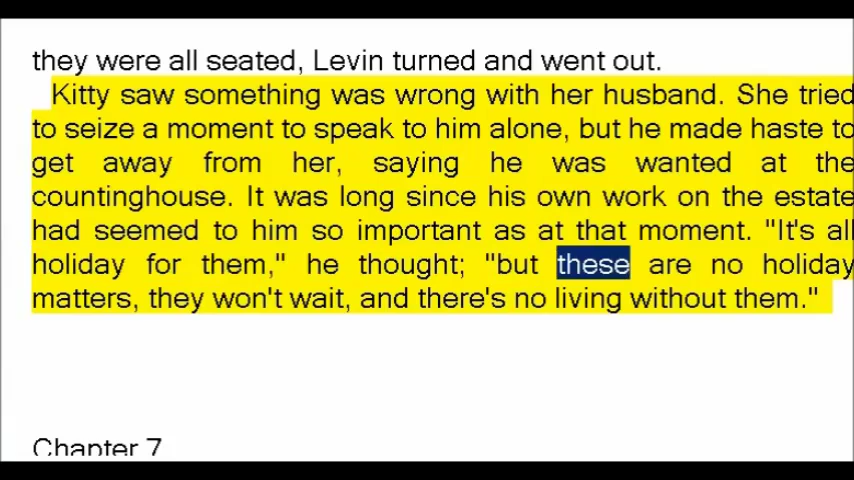 they were all seated, Levin turned and went out.
Kitty saw something was wrong with her husband. She tried
to seize a moment to speak to him alone, but he made haste to
get away from her, saying he was wanted at the
countinghouse. It was long since his own work on the estate
had seemed to him so important as at that moment. "It's all
holiday for them," he thought; "but these are no holiday
matters, they won't wait, and there's no living without them."
Chapter 7